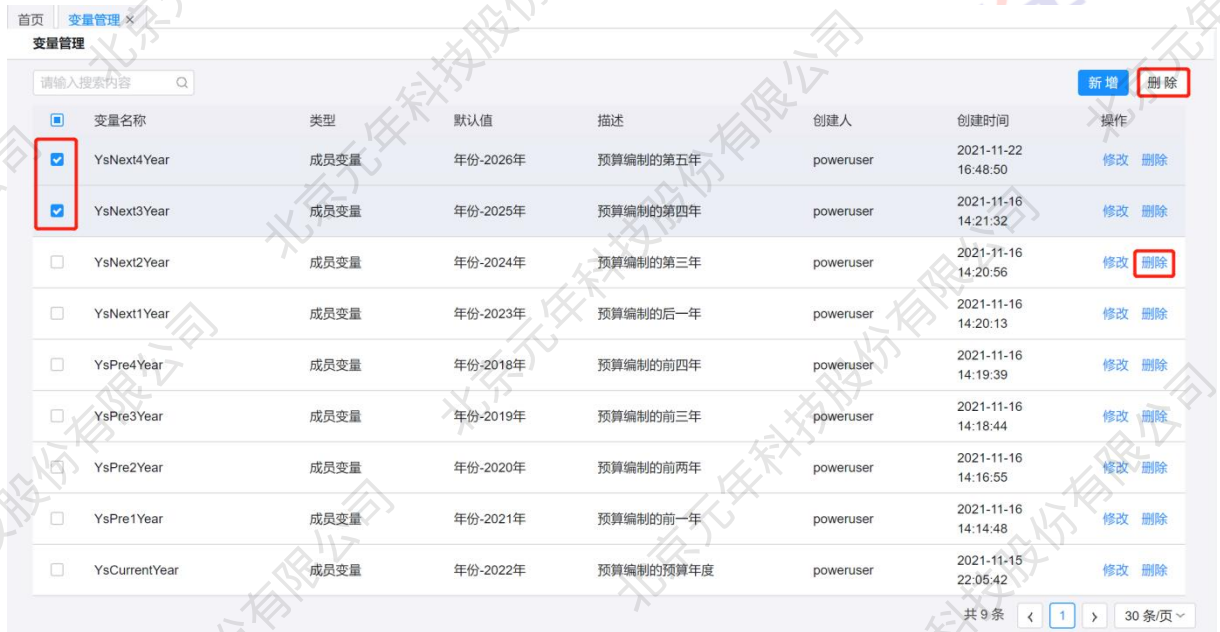 首页 变量管理 ×
变量管理
请输入搜索内容 新增 删除
变量名称 类型 默认值 描述 创建人 创建时间 操作
YsNext4Year 成员变量 年份-2026年 预算编制的第五年 poweruser 2021-11-22 16:48:50 修改 删除
YsNext3Year 成员变量 年份-2025年 预算编制的第四年 poweruser 2021-11-16 14:21:32 修改 删除
YsNext2Year 成员变量 年份-2024年 预算编制的第三年 poweruser 2021-11-16 14:20:56 修改 删除
YsNext1Year 成员变量 年份-2023年 预算编制的后一年 poweruser 2021-11-16 14:20:13 修改 删除
YsPre4Year 成员变量 年份-2018年 预算编制的前四年 poweruser 2021-11-16 14:19:39 修改 删除
YsPre3Year 成员变量 年份-2019年 预算编制的前三年 poweruser 2021-11-16 14:18:44 修改 删除
YsPre2Year 成员变量 年份-2020年 预算编制的前两年 poweruser 2021-11-16 14:16:55 修改 删除
YsPre1Year 成员变量 年份-2021年 预算编制的前一年 poweruser 2021-11-16 14:14:48 修改 删除
YsCurrentYear 成员变量 年份-2022年 预算编制的预算年度 poweruser 2021-11-15 22:05:42 修改 删除
共 9 条 < 1 > 30 条/页
北京元年科技股份有限公司